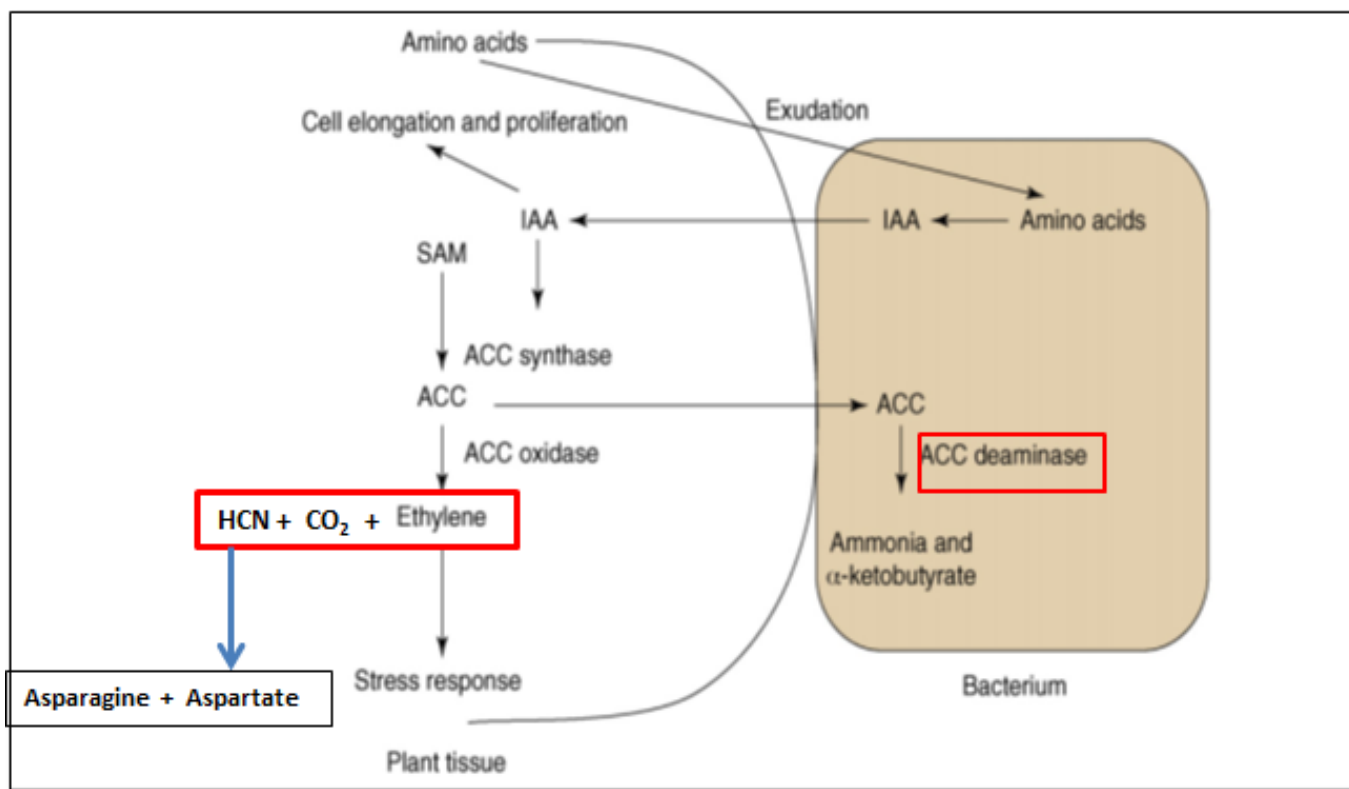 Amino acids
Exudation
Cell elongation and proliferation
IAA
IAA
Amino acids
SAM
ACC synthase
ACC
ACC
ACC oxidase
ACC deaminase
HCN + CO₂ + Ethylene
Ammonia and
α-ketobutyrate
Stress response
Asparagine + Aspartate
Bacterium
Plant tissue